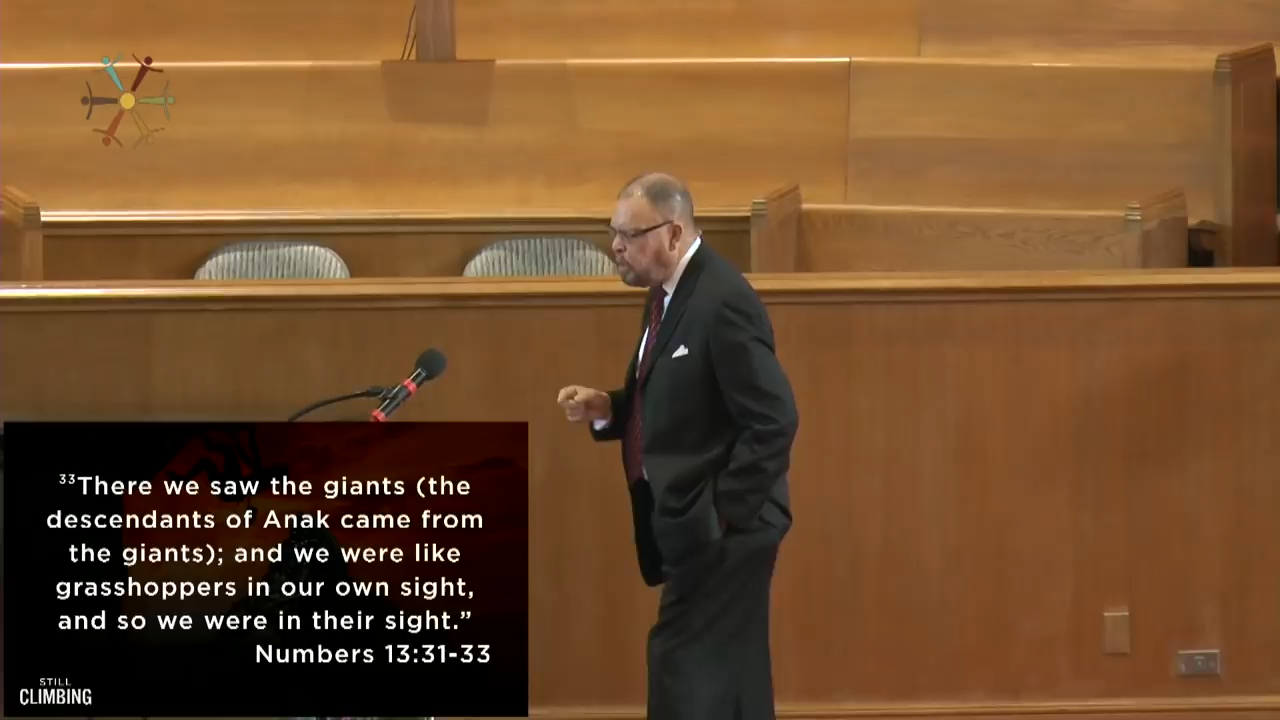 ³³There we saw the giants (the
descendants of Anak came from
the giants); and we were like
grasshoppers in our own sight,
and so we were in their sight.”
Numbers 13:31-33
STILL
CLIMBING